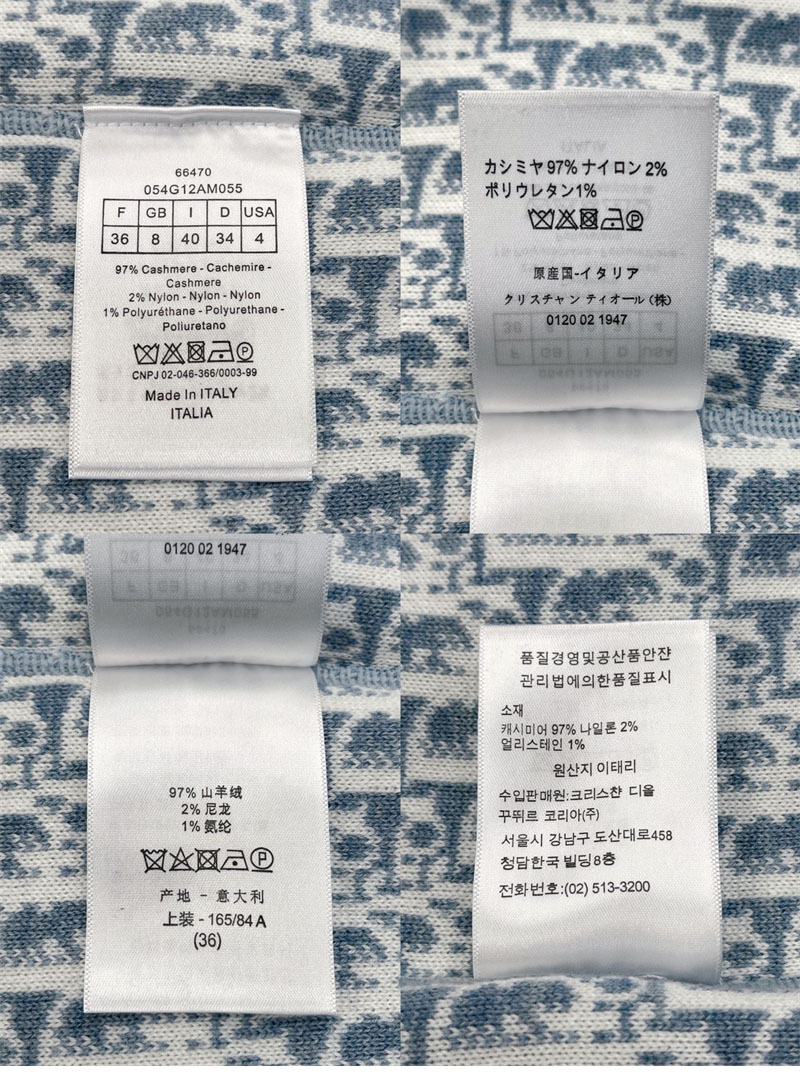 66470
054G12AM055
F GB I D USA
36 8 40 34 4
97% Cashmere - Cachemire -
Cashmere
2% Nylon - Nylon - Nylon
1% Polyuréthane - Polyurethane -
Poliuretano
CNPJ 02-046-366/0003-99
Made in ITALY
ITALIA
カシミヤ97% ナイロン2%
ポリウレタン1%
原産国-イタリア
クリスチャン ティオール(株)
0120 02 1947
0120 02 1947
97% 山羊绒
2% 尼龙
1% 氨纶
产地 - 意大利
上装 - 165/84 A
(36)
품질경영및공산품안쟌
관리법에의한품질표시
소재
캐시미어 97% 나일론 2%
얼리스테인 1%
원산지 이태리
수입판매원:크리스챤 디올
꾸뛰르 코리아(주)
서울시 강남구 도산대로458
청담한국 빌딩8층
전화번호:(02) 513-3200